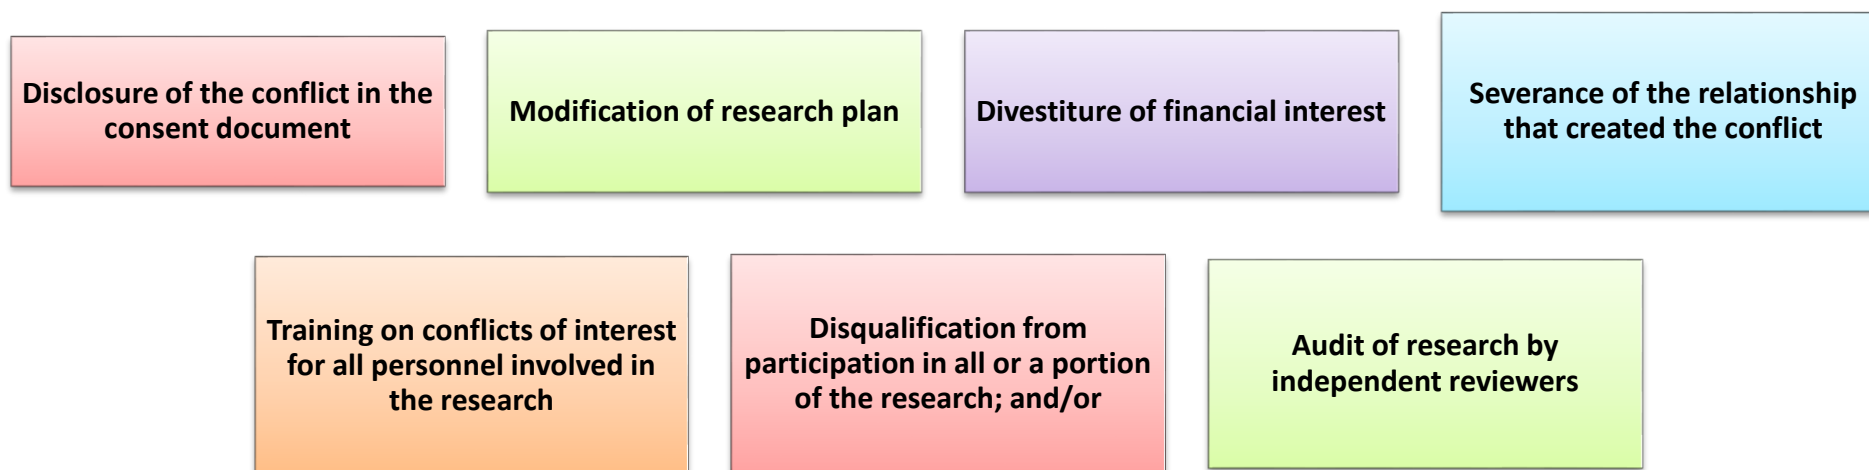 Disclosure of the conflict in the
consent document
Modification of research plan
Divestiture of financial interest
Severance of the relationship
that created the conflict
Training on conflicts of interest
for all personnel involved in
the research
Disqualification from
participation in all or a portion
of the research; and/or
Audit of research by
independent reviewers